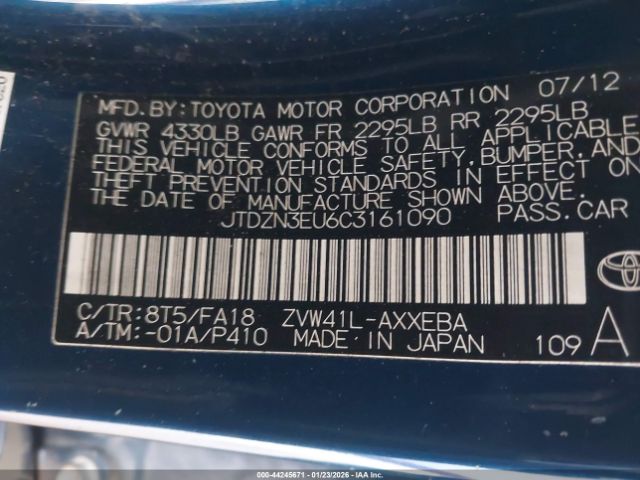 MFD. BY: TOYOTA MOTOR CORPORATION 07/12
GVWR 4330LB GAWR FR 2295LB RR 2295LB
THIS VEHICLE CONFORMS TO ALL APPLICABLE
FEDERAL MOTOR VEHICLE SAFETY, BUMPER, AND
THEFT PREVENTION STANDARDS IN EFFECT ON
THE DATE OF MANUFACTURE SHOWN ABOVE.
JTDZN3EU6C3161090 PASS.CAR
C/TR:8T5/FA18 ZVW41L-AXXEBA
A/TM:-01A/P410 MADE IN JAPAN 109 A
000-44245671 - 01/23/2026 - IAAI.COM